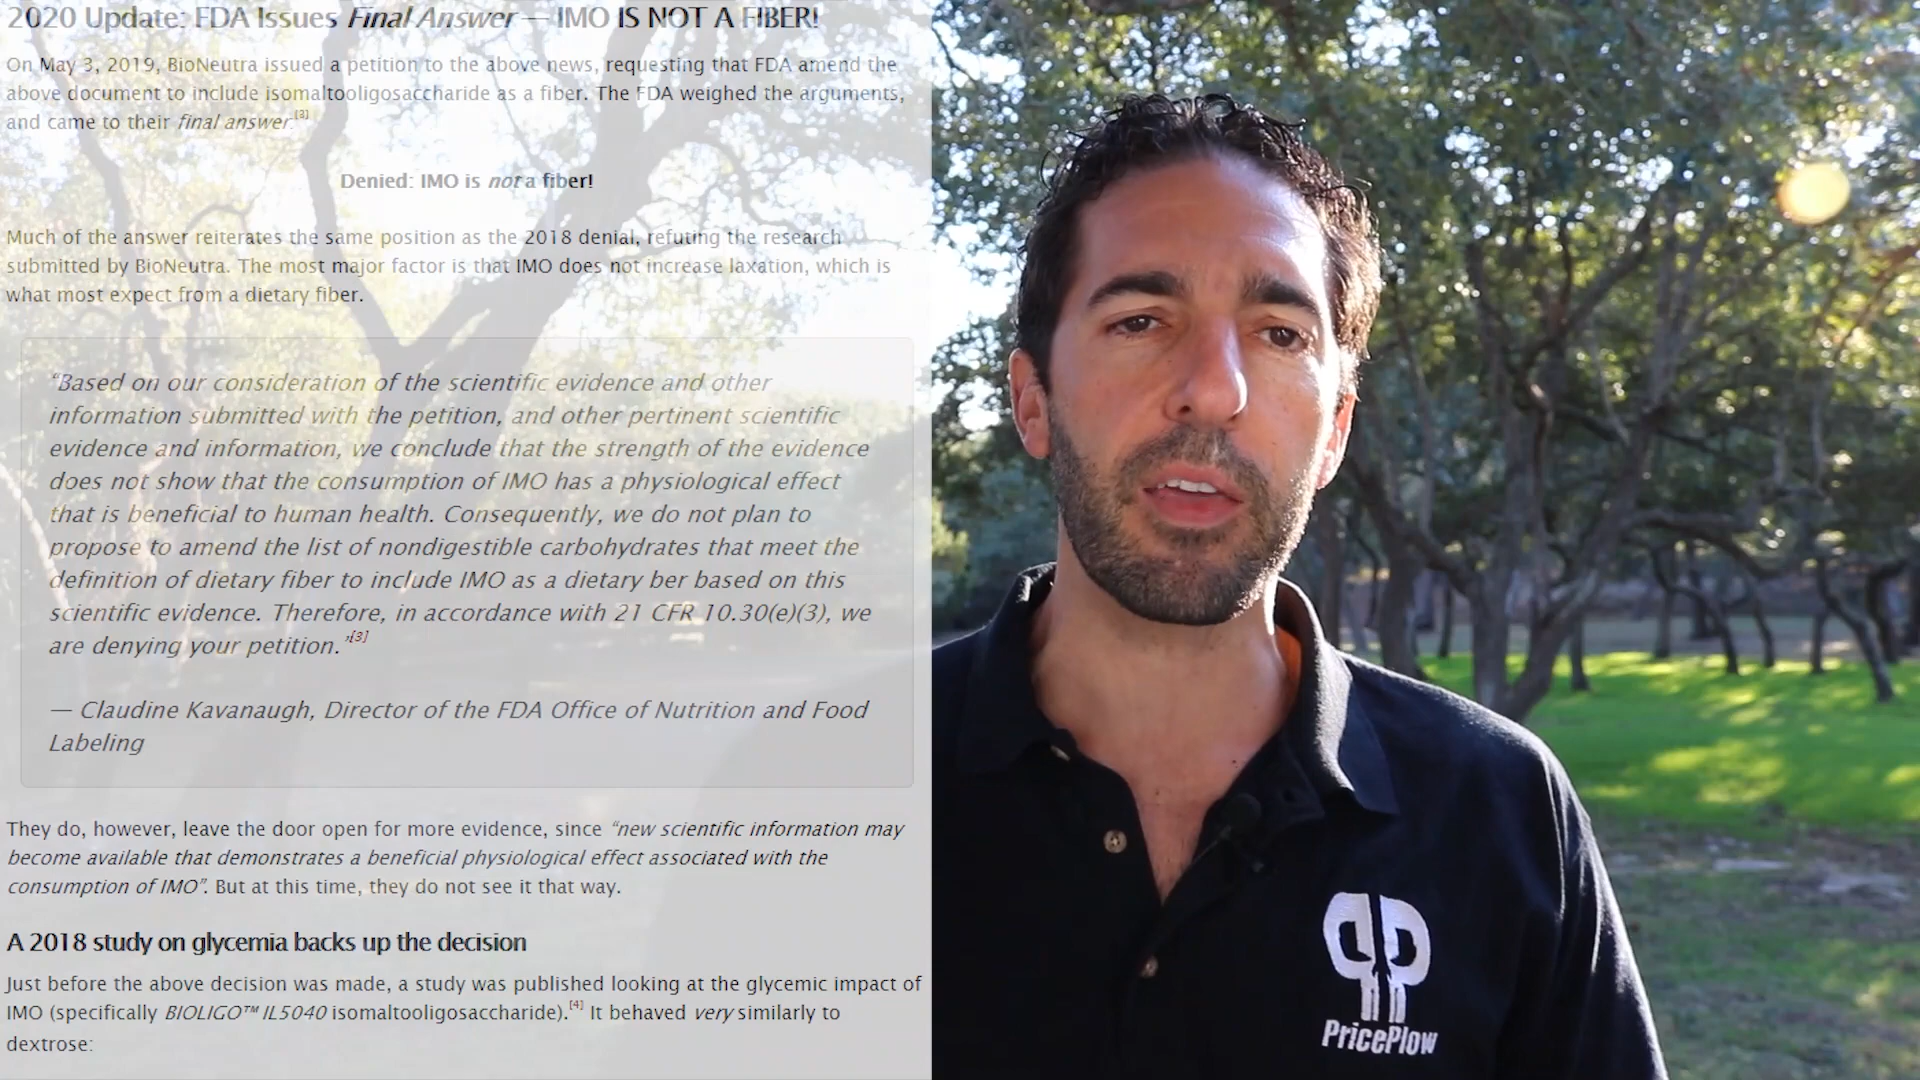 2020 Update: FDA Issues Final Answer — IMO IS NOT A FIBER!
On May 3, 2019, BioNeutra issued a petition to the above news, requesting that FDA amend the
above document to include isomaltooligosaccharide as a fiber. The FDA weighed the arguments,
and came to their final answer.[3]
Denied: IMO is not a fiber!
Much of the answer reiterates the same position as the 2018 denial, refuting the research
submitted by BioNeutra. The most major factor is that IMO does not increase laxation, which is
what most expect from a dietary fiber.
“Based on our consideration of the scientific evidence and other
information submitted with the petition, and other pertinent scientific
evidence and information, we conclude that the strength of the evidence
does not show that the consumption of IMO has a physiological effect
that is beneficial to human health. Consequently, we do not plan to
propose to amend the list of nondigestible carbohydrates that meet the
definition of dietary fiber to include IMO as a dietary ber based on this
scientific evidence. Therefore, in accordance with 21 CFR 10.30(e)(3), we
are denying your petition.”[3]
— Claudine Kavanaugh, Director of the FDA Office of Nutrition and Food
Labeling
They do, however, leave the door open for more evidence, since “new scientific information may
become available that demonstrates a beneficial physiological effect associated with the
consumption of IMO”. But at this time, they do not see it that way.
A 2018 study on glycemia backs up the decision
Just before the above decision was made, a study was published looking at the glycemic impact of
IMO (specifically BIOLIGO™ IL5040 isomaltooligosaccharide).[4] It behaved very similarly to
dextrose:
PricePlow